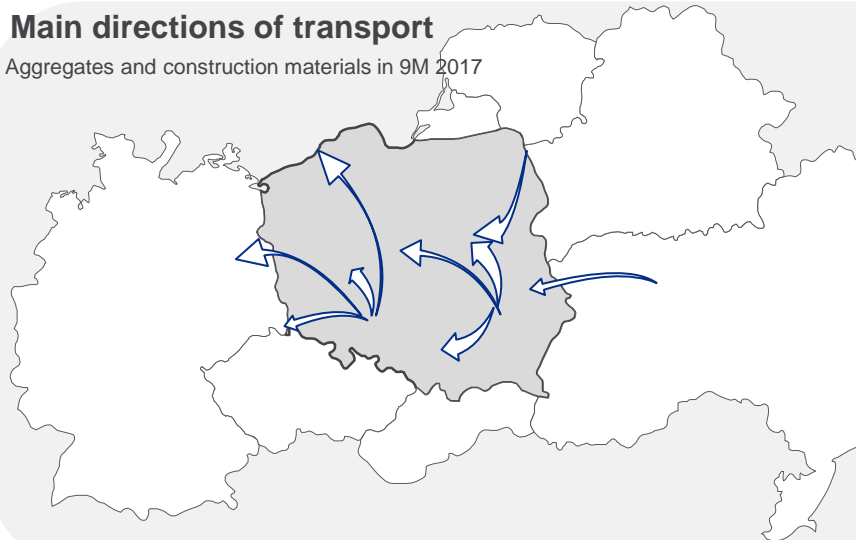 Main directions of transport
Aggregates and construction materials in 9M 2017